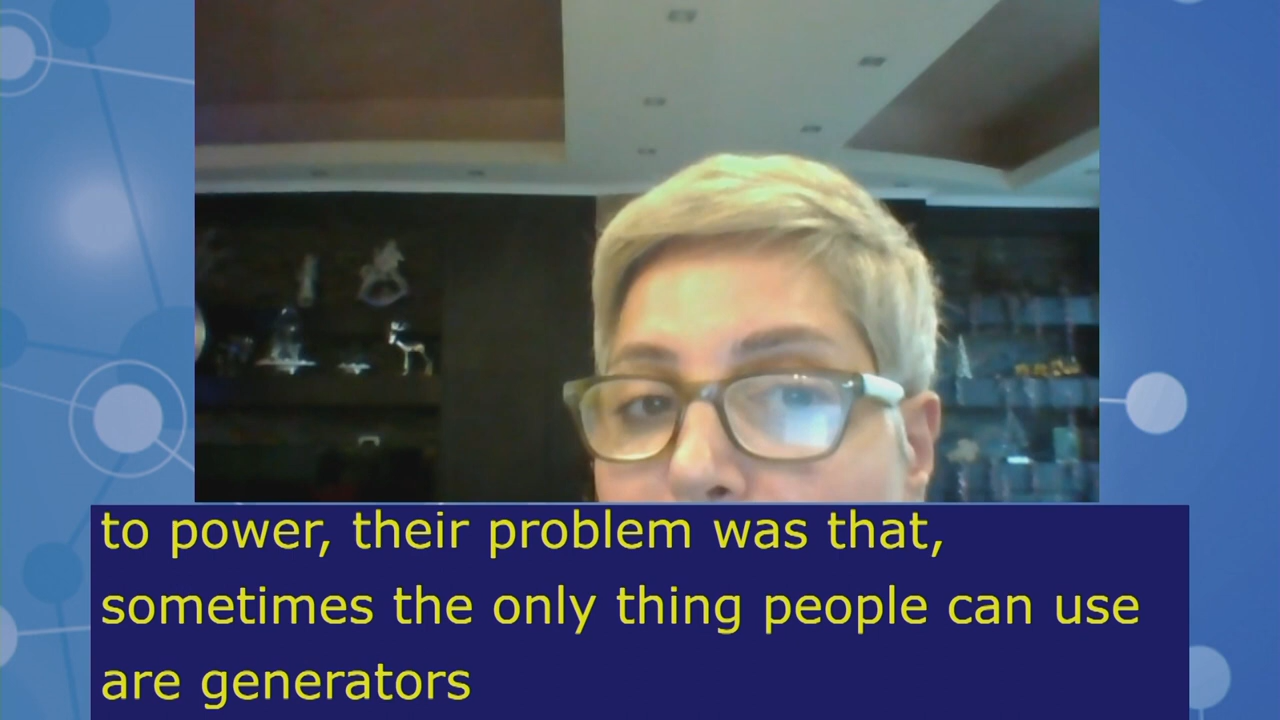 to power, their problem was that,
sometimes the only thing people can use
are generators